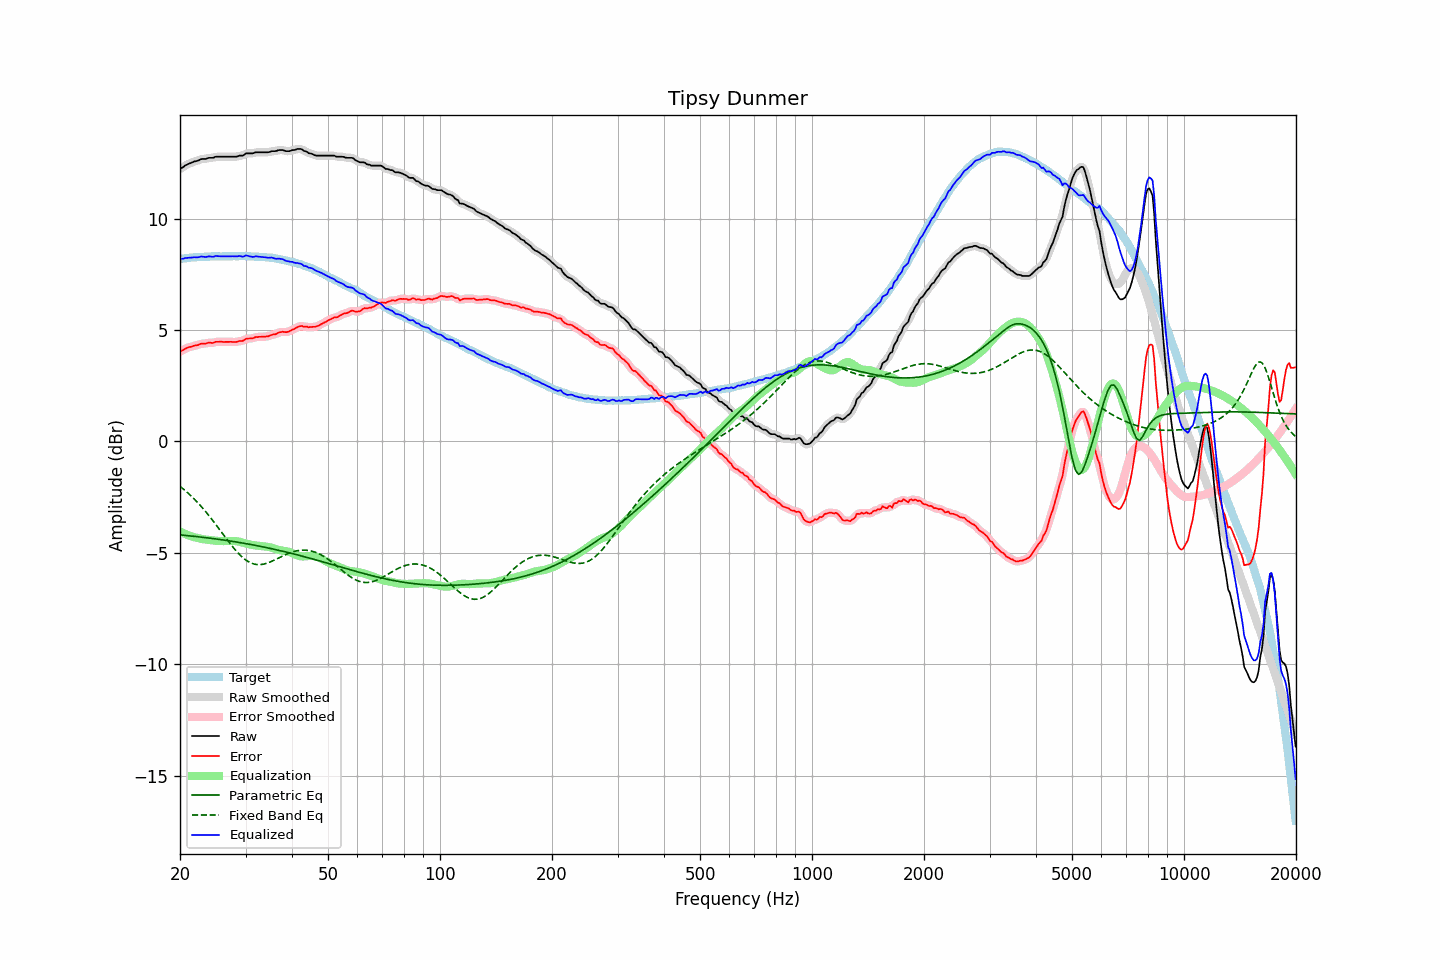 Tipsy Dunmer
Amplitude (dBr)
10
5
0
−5
−10
−15
Target
Raw Smoothed
Error Smoothed
Raw
Error
Equalization
Parametric Eq
Fixed Band Eq
Equalized
20 50 100 200 500 1000 2000 5000 10000 20000
Frequency (Hz)